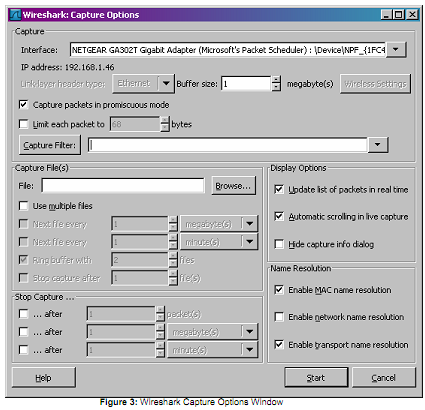 Wireshark: Capture Options
Capture
Interface: NETGEAR GA302T Gigabit Adapter (Microsoft's Packet Scheduler) : \Device\NPF_{1FC4
IP address: 192.168.1.46
Link-layer header type: Ethernet Buffer size: 1 megabyte(s) Wireless Settings
Capture packets in promiscuous mode
Limit each packet to 68 bytes
Capture Filter:
Capture File(s)
File: Browse...
Use multiple files
Next file every 1 megabyte(s)
Next file every 1 minute(s)
Ring buffer with 2 files
Stop capture after 1 file(s)
Stop Capture ...
... after 1 packet(s)
... after 1 megabyte(s)
... after 1 minute(s)
Display Options
Update list of packets in real time
Automatic scrolling in live capture
Hide capture info dialog
Name Resolution
Enable MAC name resolution
Enable network name resolution
Enable transport name resolution
Help Start Cancel
Figure 3: Wireshark Capture Options Window